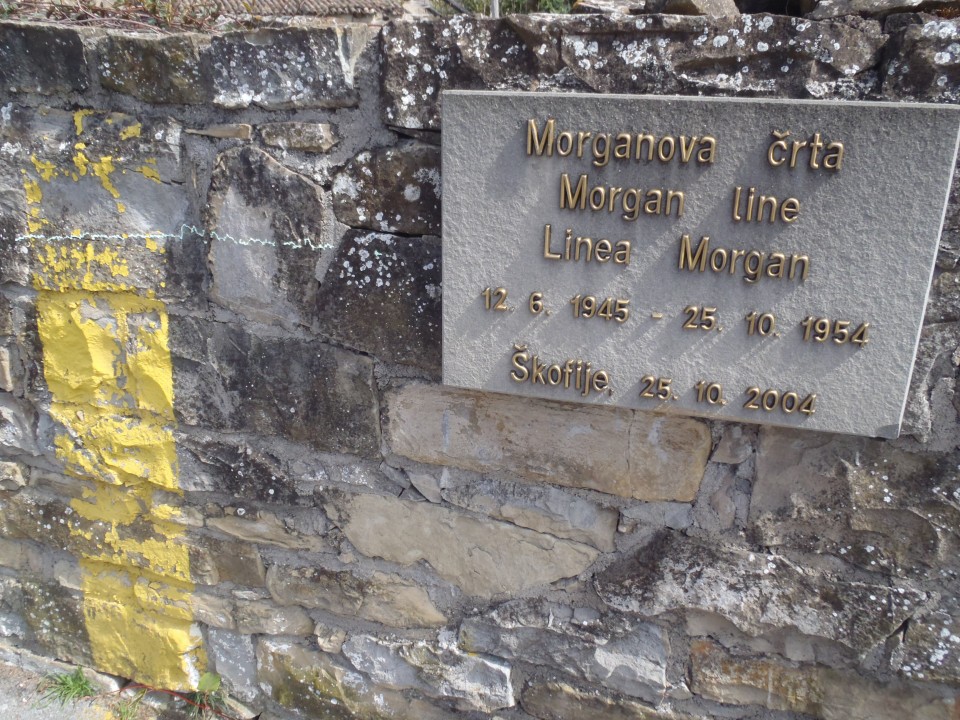 Morganova črta
Morgan line
Linea Morgan
12. 6. 1945 - 25. 10. 1954
Škofije, 25. 10. 2004